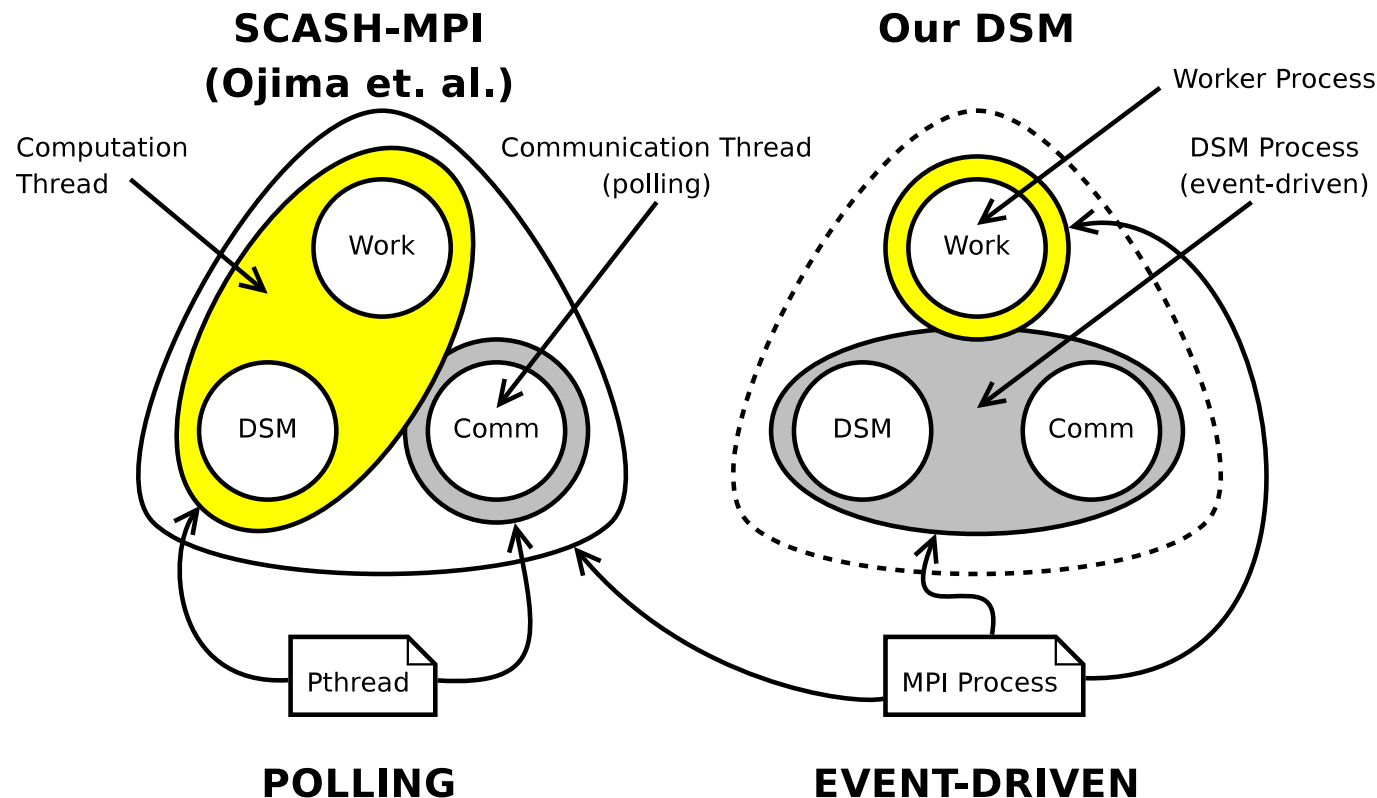 SCASH-MPI
(Ojima et. al.)
Our DSM
Worker Process
Computation
Thread
Communication Thread
(polling)
DSM Process
(event-driven)
Work
Work
DSM
Comm
DSM
Comm
Pthread
MPI Process
POLLING
EVENT-DRIVEN